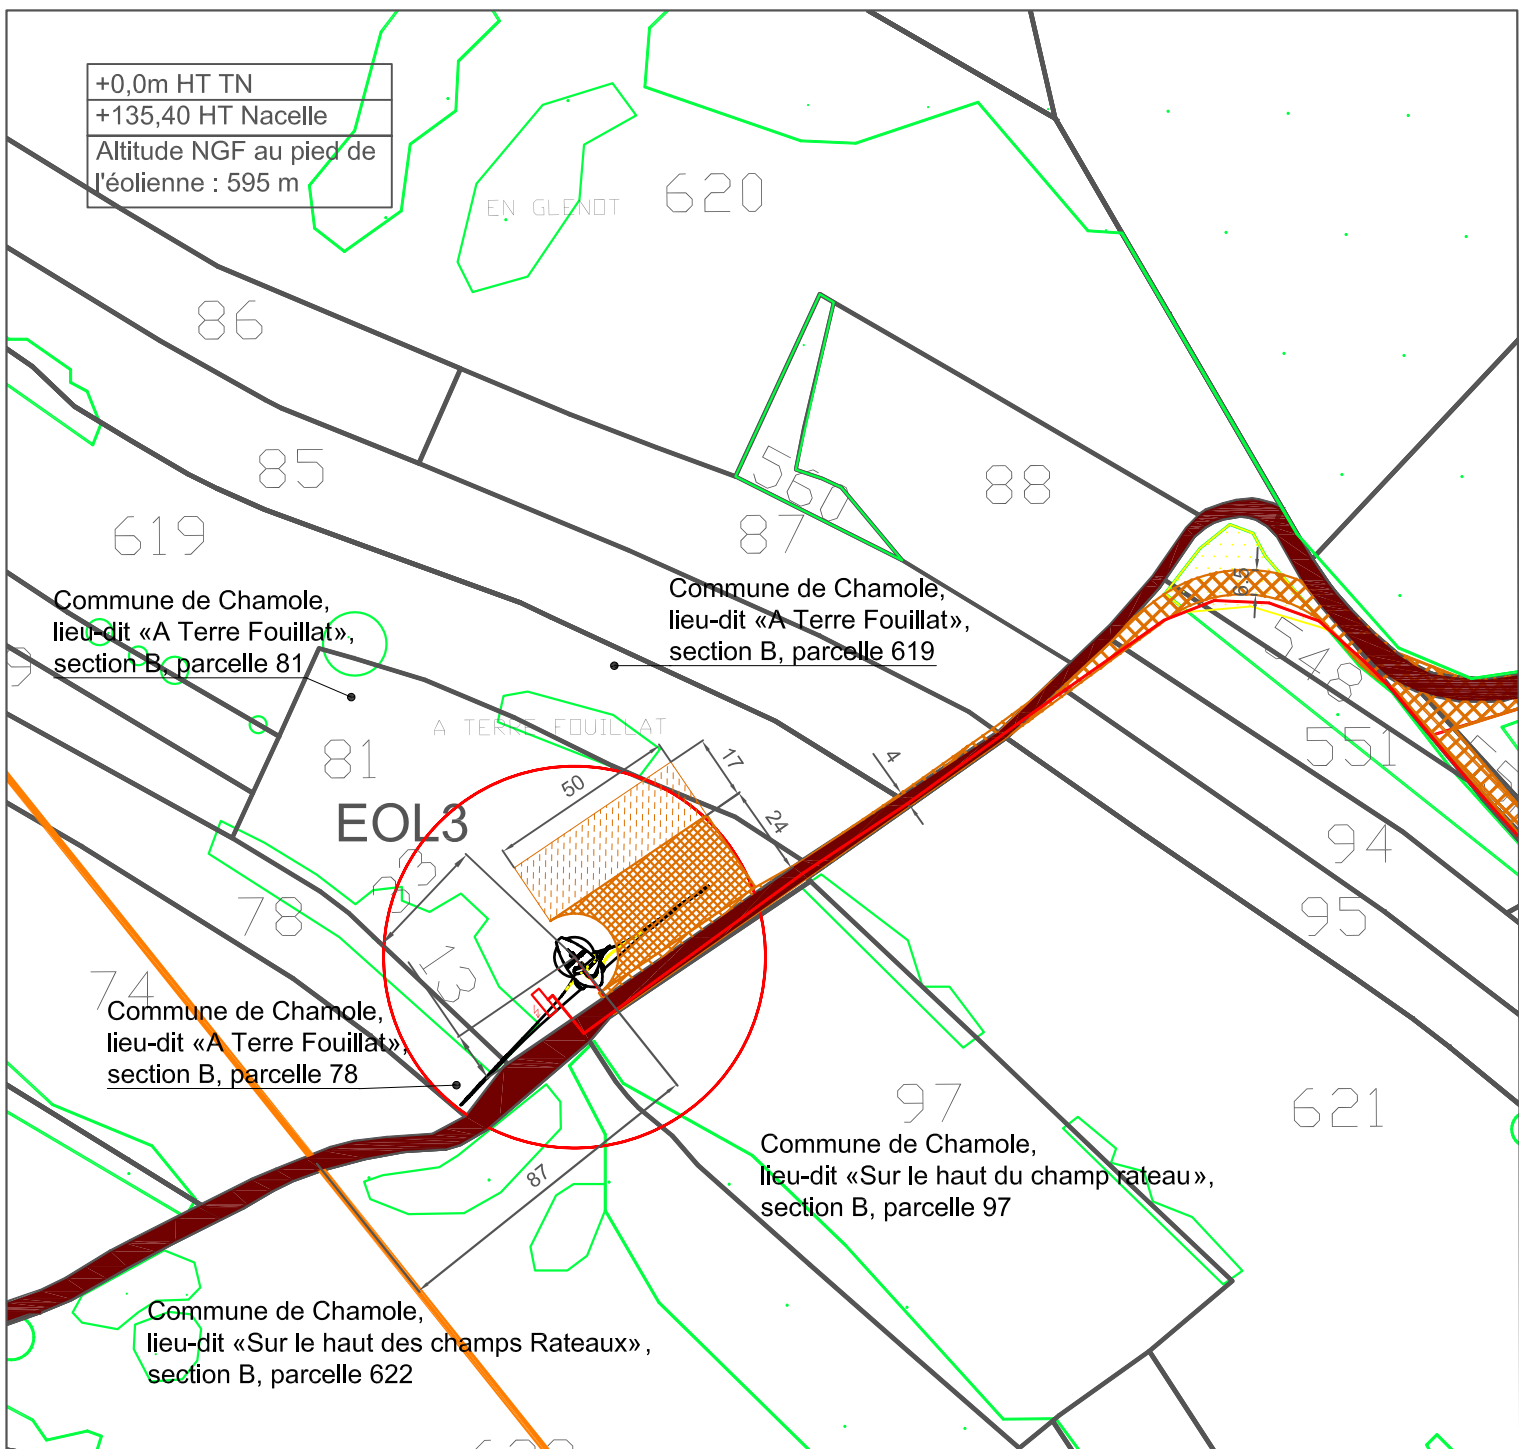 +0,0m HT TN
+135,40 HT Nacelle
Altitude NGF au pied de
l'éolienne : 595 m
EN GLENOT
620
86
85
560
88
87
619
Commune de Chamole,
lieu-dit «A Terre Fouillat»,
section B, parcelle 81
Commune de Chamole,
lieu-dit «A Terre Fouillat»,
section B, parcelle 619
6.5
548
551
A TERRE FOUILLAT
81
17
50
4
24
EOL3
33
94
78
95
13
74
Commune de Chamole,
lieu-dit «A Terre Fouillat»,
section B, parcelle 78
97
621
87
Commune de Chamole,
lieu-dit «Sur le haut du champ rateau»,
section B, parcelle 97
Commune de Chamole,
lieu-dit «Sur le haut des champs Rateaux»,
section B, parcelle 622